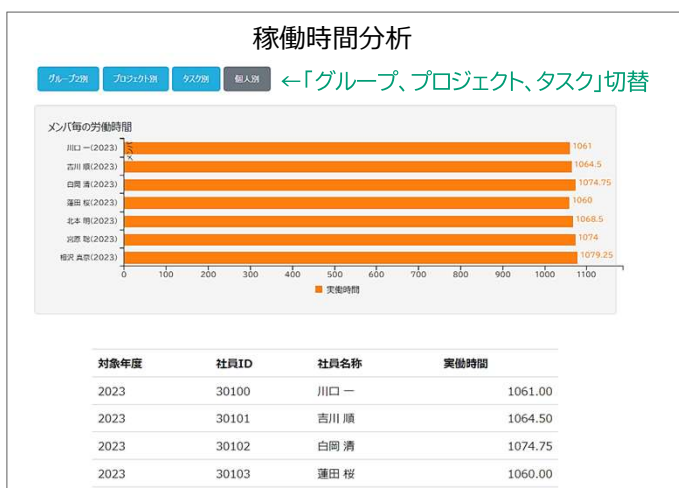 稼働時間分析
グループ2別 プロジェクト別 タスク別 個人別 ←「グループ、プロジェクト、タスク」切替
メンバ毎の労働時間
メンバ
川口 一(2023) 1061
吉川 順(2023) 1064.5
白岡 清(2023) 1074.75
蓮田 桜(2023) 1060
北本 明(2023) 1068.5
宮原 聡(2023) 1074
相沢 真奈(2023) 1079.25
0 100 200 300 400 500 600 700 800 900 1000 1100
実働時間
対象年度 社員ID 社員名称 実働時間
2023 30100 川口 一 1061.00
2023 30101 吉川 順 1064.50
2023 30102 白岡 清 1074.75
2023 30103 蓮田 桜 1060.00